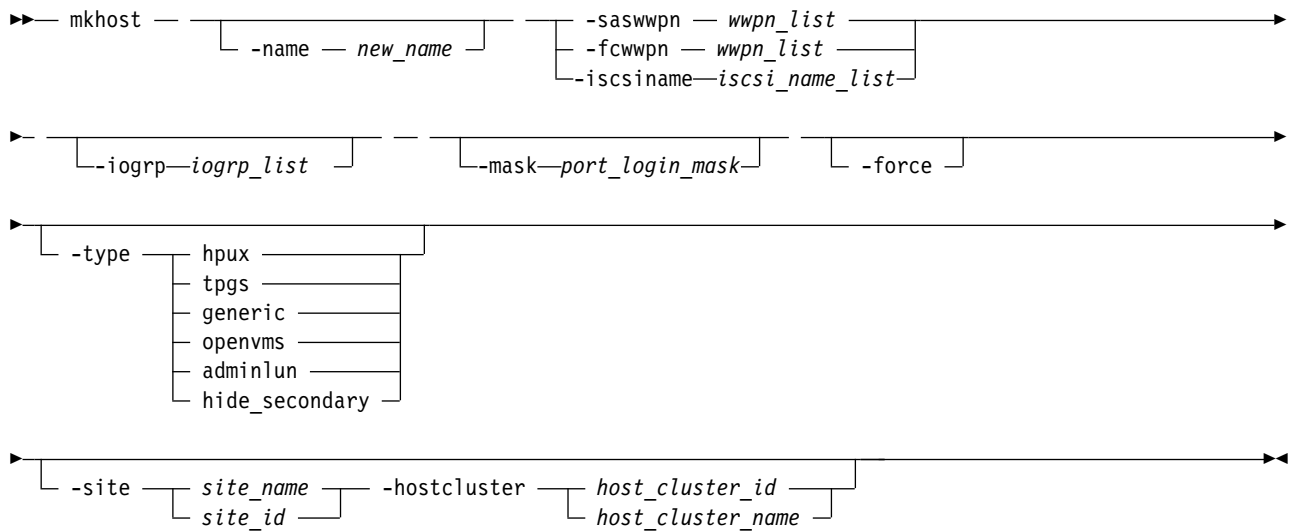 mkhost -saswwpn wwpn_list
-name new_name -fcwwpn wwpn_list
-iscsiname iscsi_name_list
-iogrp iogrp_list -mask port_login_mask -force
-type hpux
tpgs
generic
openvms
adminlun
hide_secondary
-site site_name -hostcluster host_cluster_id
site_id host_cluster_name